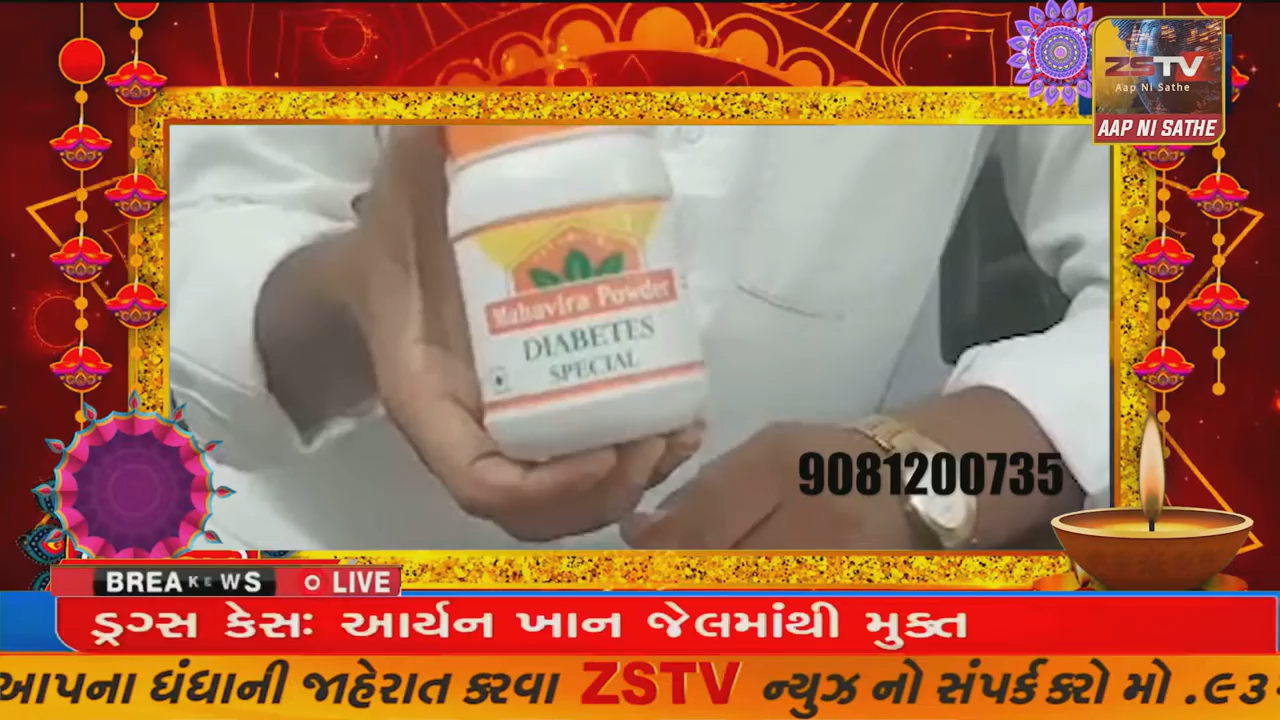 ZSTV
Aap Ni Sathe
AAP NI SATHE
Mahavira Powder
DIABETES
SPECIAL
9081200735
BREAKEWS LIVE
ડ્રગ્સ કેસઃ આર્યન ખાન જેલમાંથી મુક્ત
આપના ધંધાની જાહેરાત કરવા ZSTV ન્યુઝ નો સંપર્ક કરો મો .૯૩